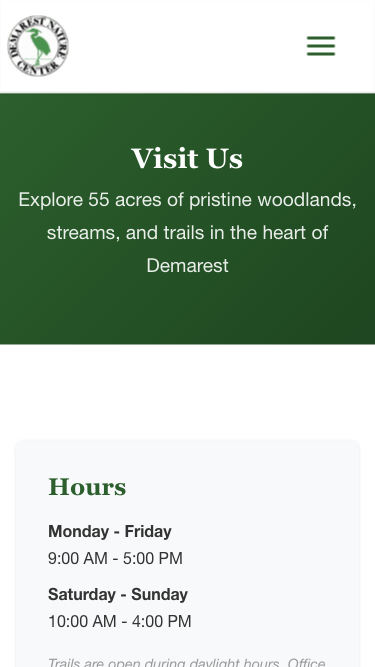 DEMAREST NATURE
CENTER
Visit Us
Explore 55 acres of pristine woodlands,
streams, and trails in the heart of
Demarest
Hours
Monday - Friday
9:00 AM - 5:00 PM
Saturday - Sunday
10:00 AM - 4:00 PM
Trails are open during daylight hours. Office